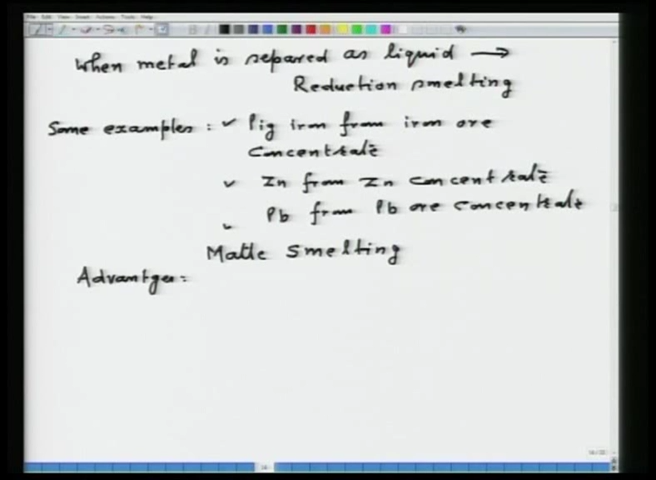 When metal is separed as liquid →
Reduction smelting
Some examples : ✓ Pig iron from iron ore
concentrate
✓ Zn from Zn concentrate
✓ Pb from Pb ore concentrate
Matte smelting
Advantges: